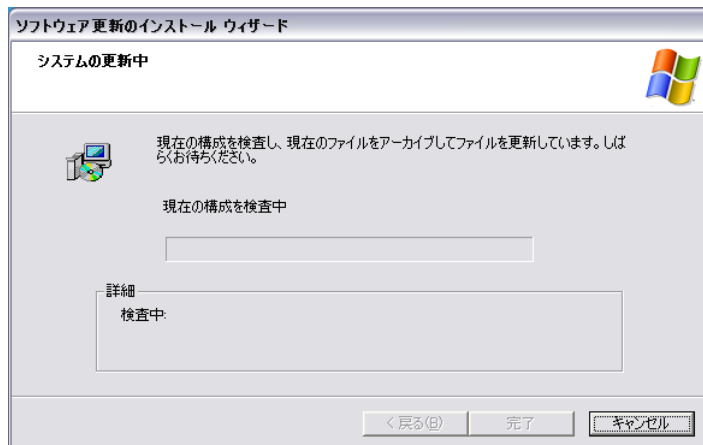 ソフトウェア更新のインストール ウィザード
システムの更新中
現在の構成を検査し、現在のファイルをアーカイブしてファイルを更新しています。しば
らくお待ちください。
現在の構成を検査中
詳細
検査中:
< 戻る(B)
完了
キャンセル